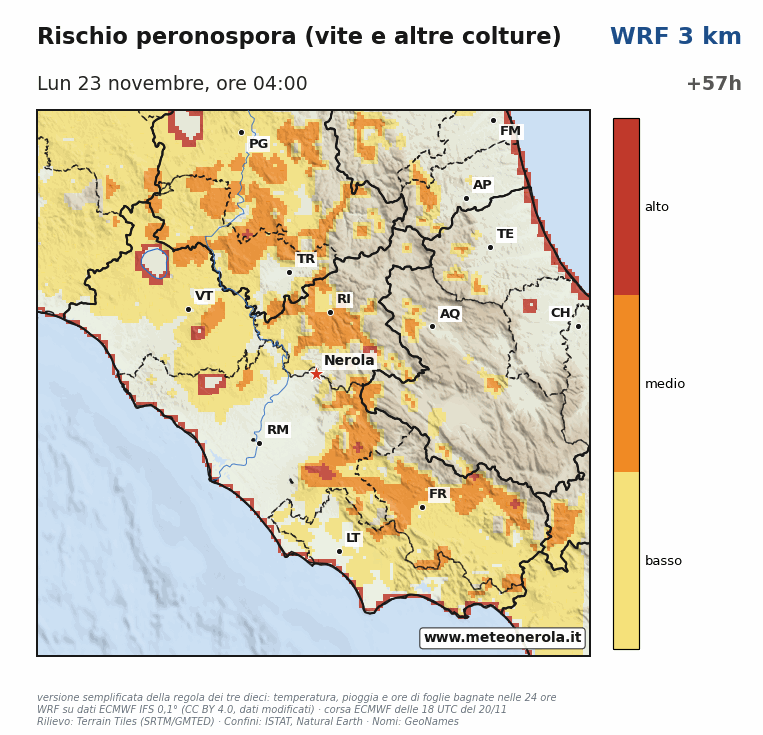 Rischio peronospora (vite e altre colture)
WRF 3 km
Lun 23 novembre, ore 04:00
+57h
FM
PG
AP
TE
TR
VT
RI
AQ
CH
Nerola
RM
FR
LT
alto
medio
basso
www.meteonerola.it
versione semplificata della regola dei tre dieci: temperatura, pioggia e ore di foglie bagnate nelle 24 ore
WRF su dati ECMWF IFS 0,1° (CC BY 4.0, dati modificati) · corsa ECMWF delle 18 UTC del 20/11
Rilievo: Terrain Tiles (SRTM/GMTED) · Confini: ISTAT, Natural Earth · Nomi: GeoNames